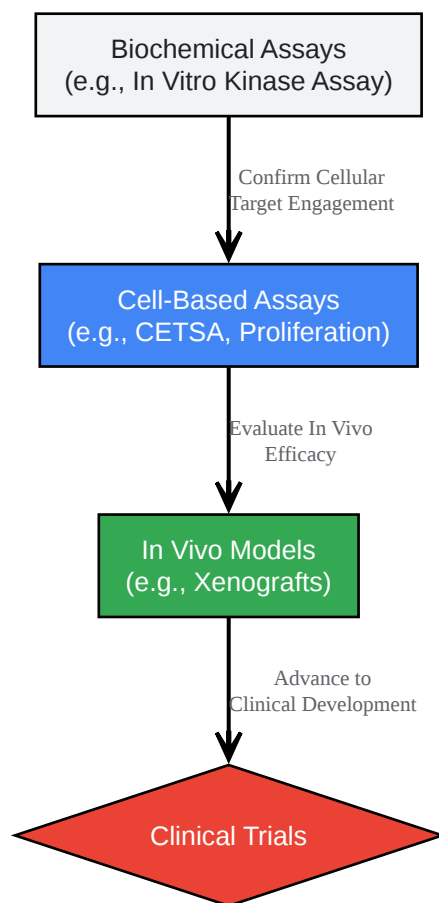 Biochemical Assays
(e.g., In Vitro Kinase Assay)
Confirm Cellular
Target Engagement
Cell-Based Assays
(e.g., CETSA, Proliferation)
Evaluate In Vivo
Efficacy
In Vivo Models
(e.g., Xenografts)
Advance to
Clinical Development
Clinical Trials